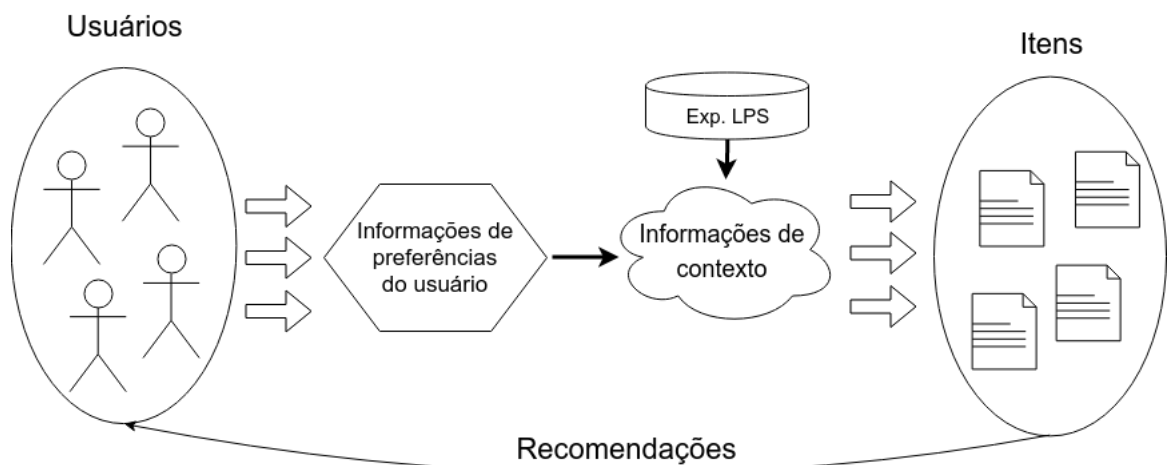 Usuários
Itens
Exp. LPS
Informações de
preferências
do usuário
Informações de
contexto
Recomendações